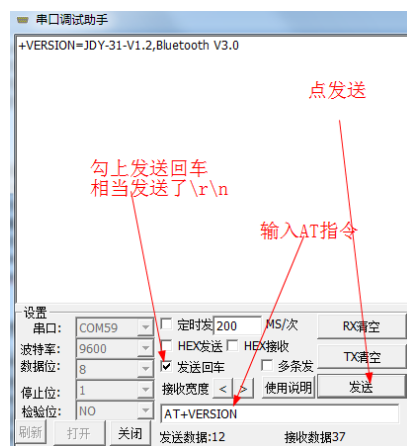 串口调试助手
+VERSION=JDY-31-V1.2,Bluetooth V3.0
点发送
勾上发送回车
相当发送了\r\n
输入AT指令
设置
串口: COM59 定时发 200 MS/次 RX清空
波特率: 9600 HEX发送 HEX接收 TX清空
数据位: 8 发送回车 多条发
停止位: 1 接收宽度 < > 使用说明 发送
检验位: NO AT+VERSION
刷新 打开 关闭 发送数据:12 接收数据37